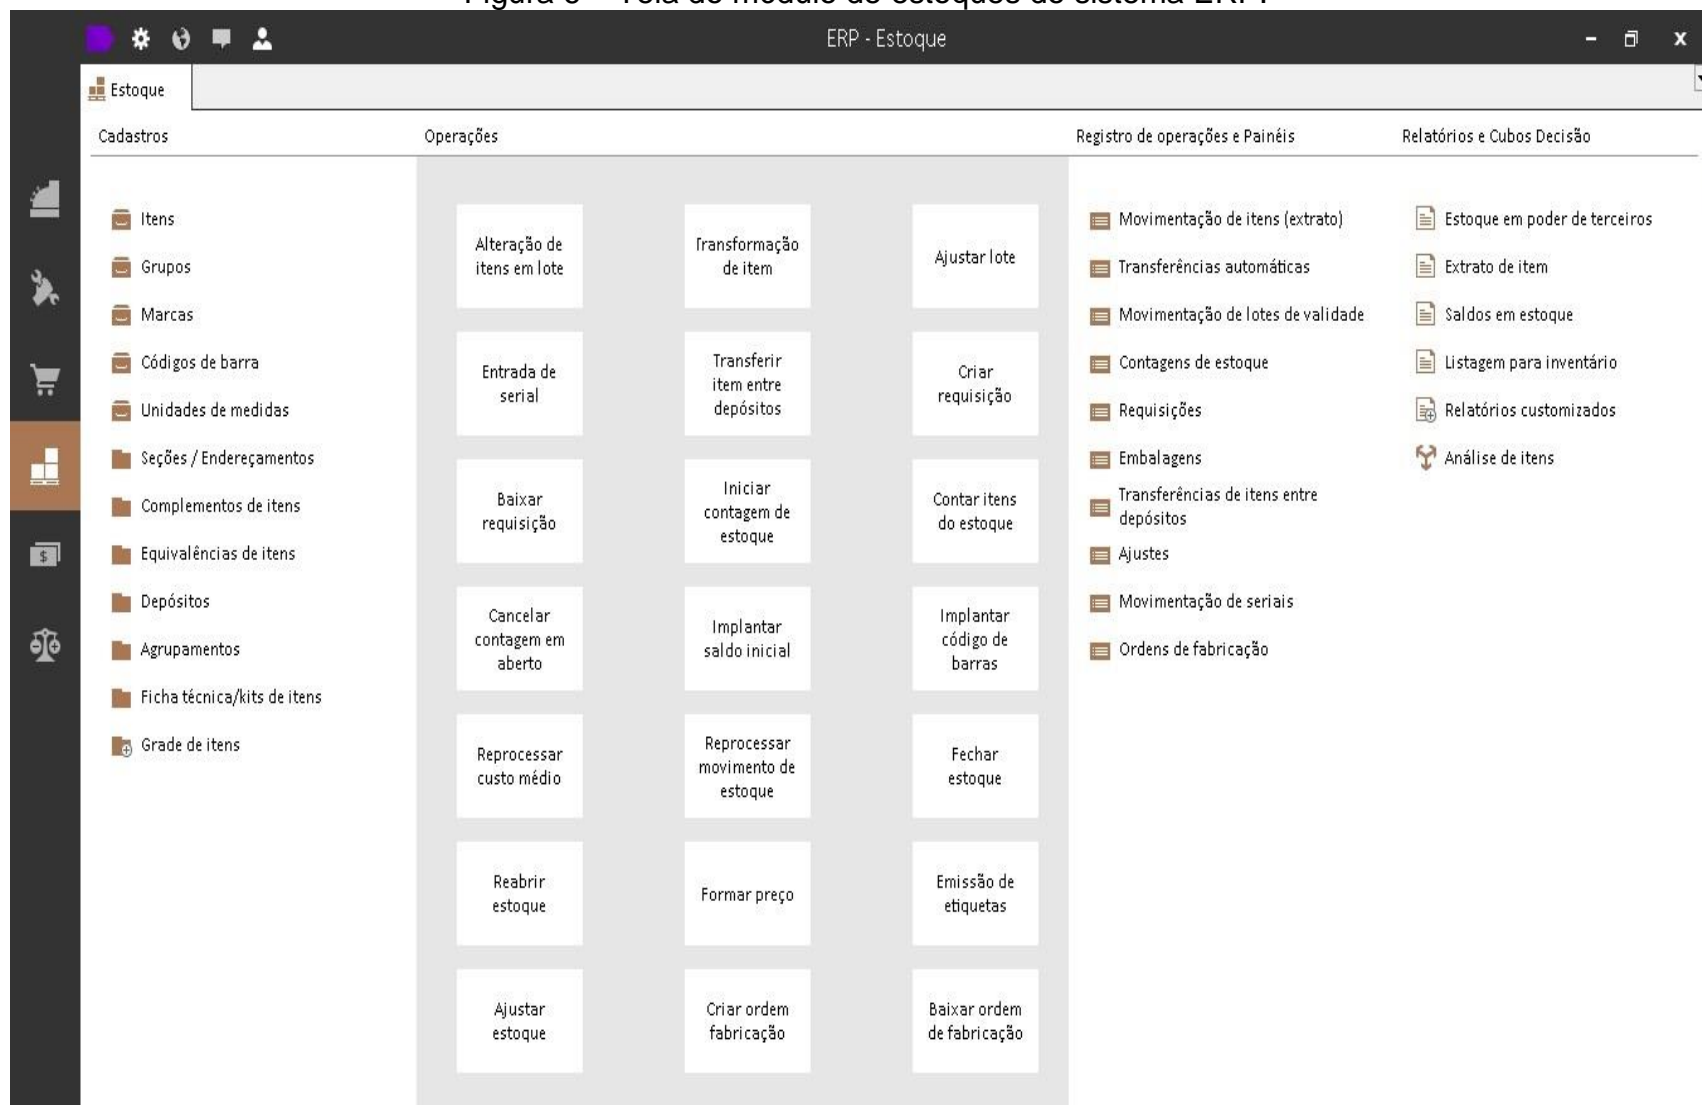 ERP - Estoque
x
Estoque
Cadastros
Operações
Registro de operações e Painéis
Relatórios e Cubos Decisão
Itens
Grupos
Marcas
Códigos de barra
Unidades de medidas
Seções / Endereçamentos
Complementos de itens
Equivalências de itens
Depósitos
Agrupamentos
Ficha técnica/kits de itens
Grade de itens
Alteração de
itens em lote
Transformação
de item
Ajustar lote
Entrada de
serial
Transferir
item entre
depósitos
Criar
requisição
Baixar
requisição
Iniciar
contagem de
estoque
Contar itens
do estoque
Cancelar
contagem em
aberto
Implantar
saldo inicial
Implantar
código de
barras
Reprocessar
custo médio
Reprocessar
movimento de
estoque
Fechar
estoque
Reabrir
estoque
Formar preço
Emissão de
etiquetas
Ajustar
estoque
Criar ordem
fabricação
Baixar ordem
de fabricação
Movimentação de itens (extrato)
Transferências automáticas
Movimentação de lotes de validade
Contagens de estoque
Requisições
Embalagens
Transferências de itens entre
depósitos
Ajustes
Movimentação de seriais
Ordens de fabricação
Estoque em poder de terceiros
Extrato de item
Saldos em estoque
Listagem para inventário
Relatórios customizados
Análise de itens